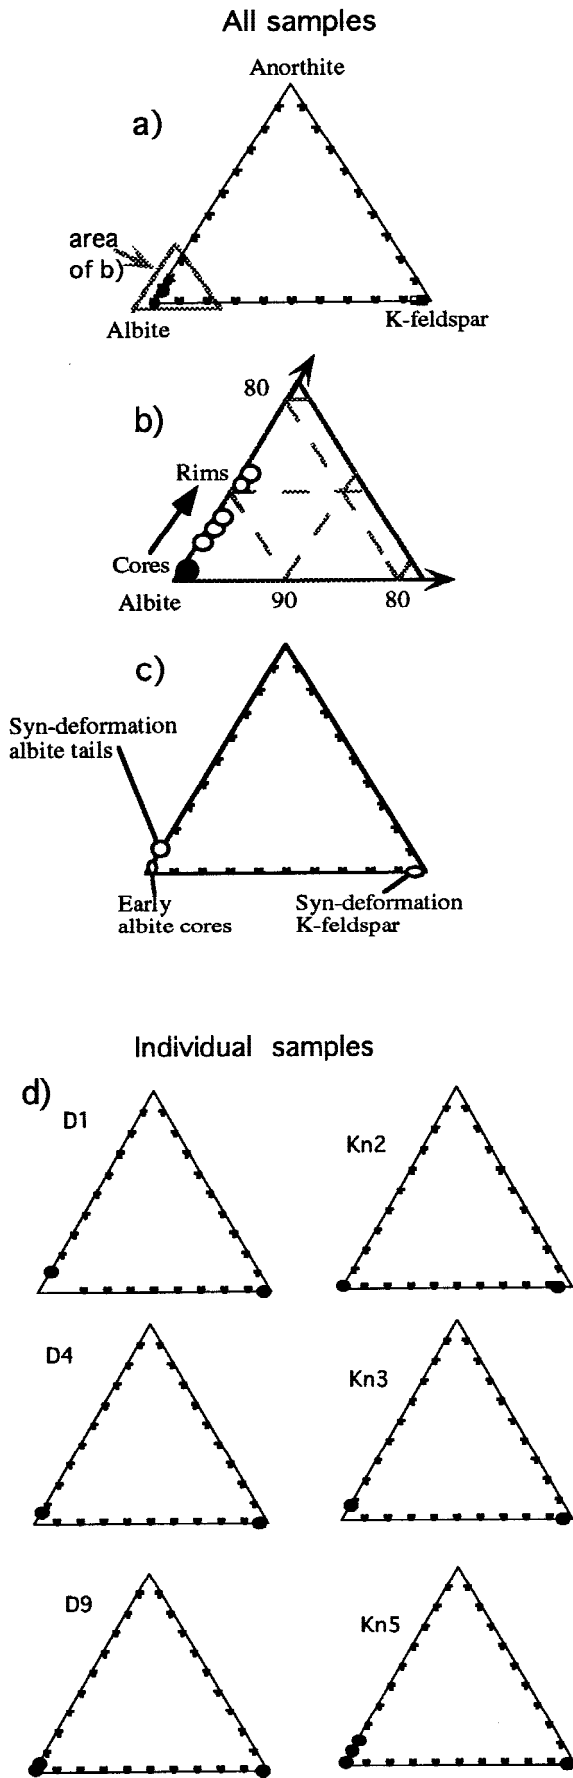 All samples
Anorthite
a)
area
of b)
Albite
K-feldspar
80
b)
Rims
Cores
Albite
90
80
c)
Syn-deformation
albite tails
Early
albite cores
Syn-deformation
K-feldspar
Individual samples
d)
D1
Kn2
D4
Kn3
D9
Kn5